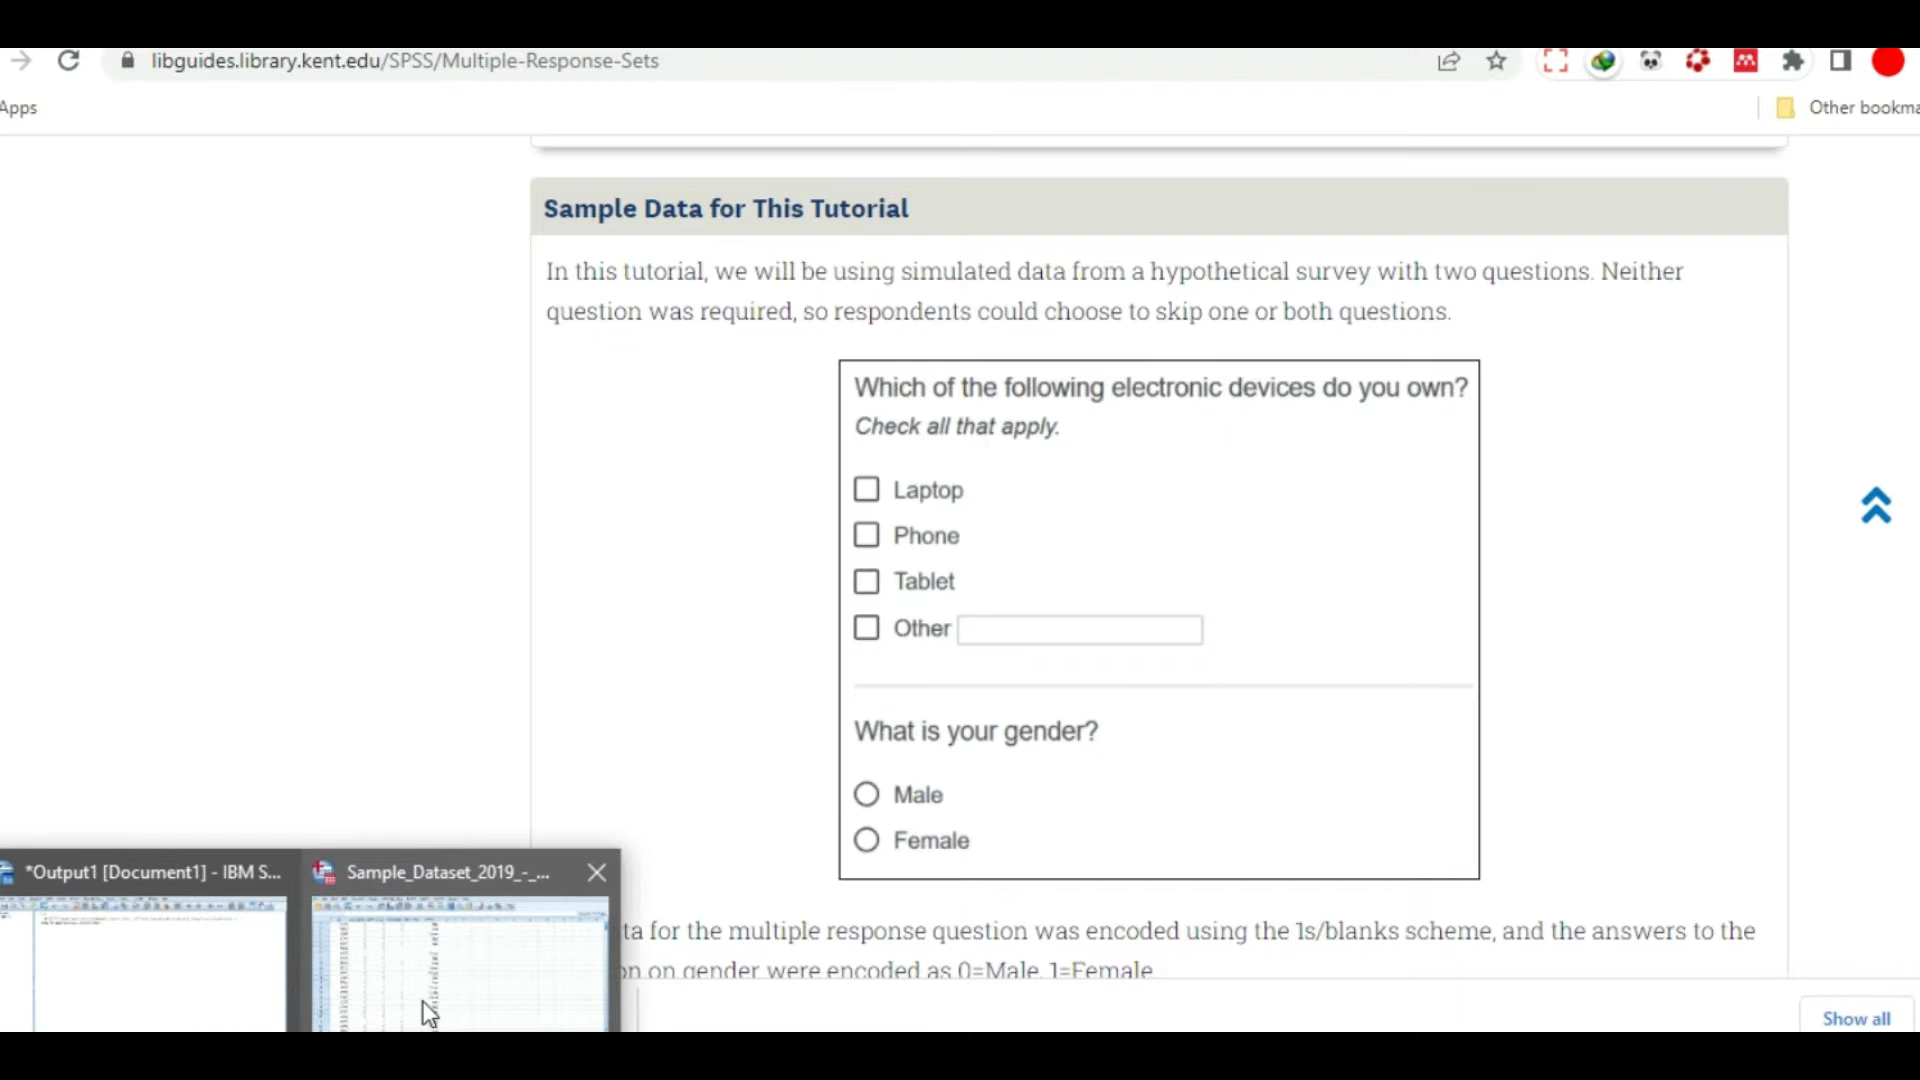 libguides.library.kent.edu/SPSS/Multiple-Response-Sets
Apps
Other bookma
Sample Data for This Tutorial
In this tutorial, we will be using simulated data from a hypothetical survey with two questions. Neither
question was required, so respondents could choose to skip one or both questions.
Which of the following electronic devices do you own?
Check all that apply.
Laptop
Phone
Tablet
Other
What is your gender?
Male
Female
*Output1 [Document1] - IBM S...
Sample_Dataset_2019_-_...
ta for the multiple response question was encoded using the 1s/blanks scheme, and the answers to the
on on gender were encoded as 0=Male, 1=Female
Show all